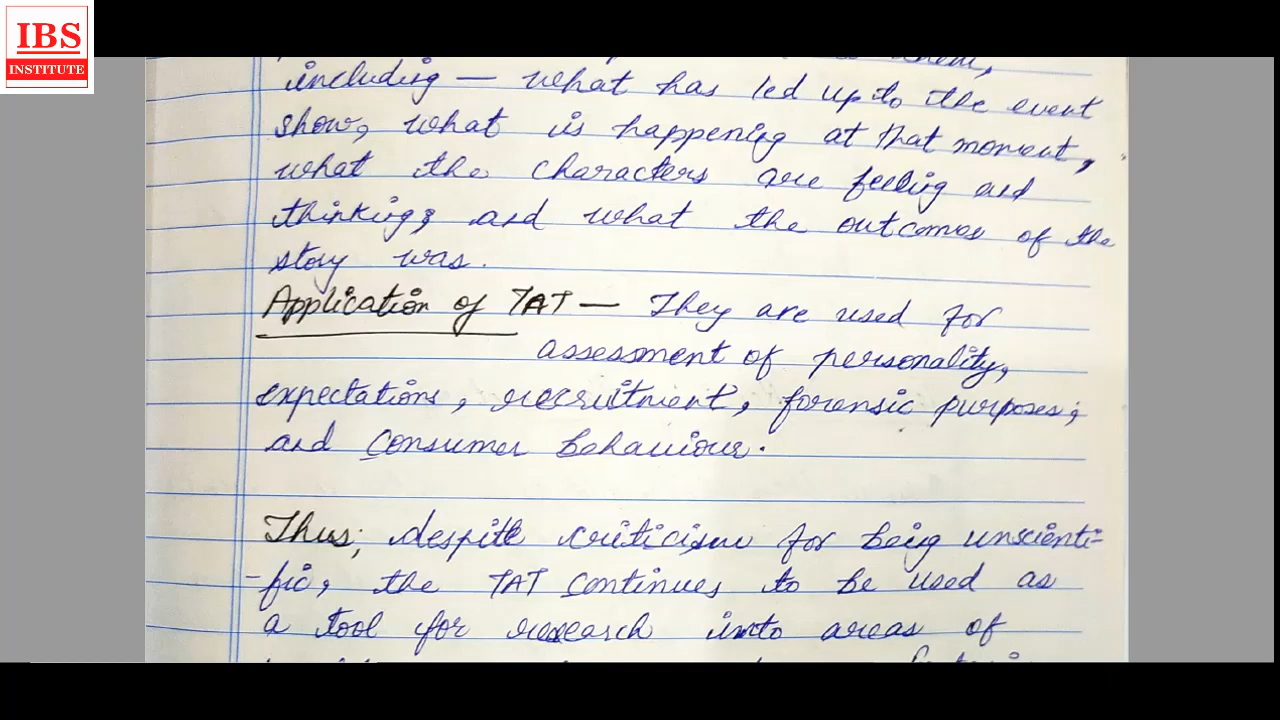 IBS
INSTITUTE
including — what has led up to the event
show, what is happening at that moment,
what the characters are feeling and
thinking; and what the outcomes of the
story was.
Application of TAT — They are used for
assessment of personality,
expectations, recruitment, forensic purposes;
and Consumer behaviour.
Thus, despite criticism for being unscienti-
-fic, the TAT continues to be used as
a tool for research into areas of